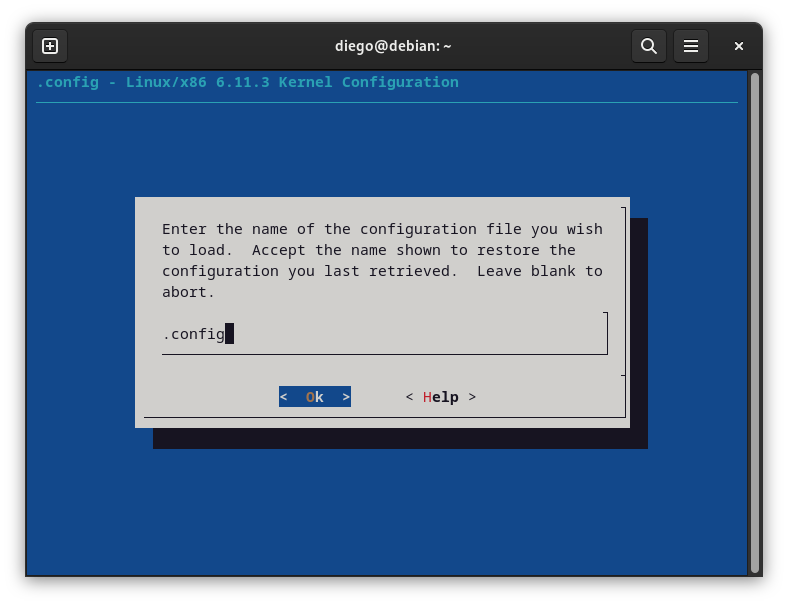 diego@debian: ~
.config - Linux/x86 6.11.3 Kernel Configuration
Enter the name of the configuration file you wish
to load.  Accept the name shown to restore the
configuration you last retrieved.  Leave blank to
abort.
.config
<  Ok  >      < Help >